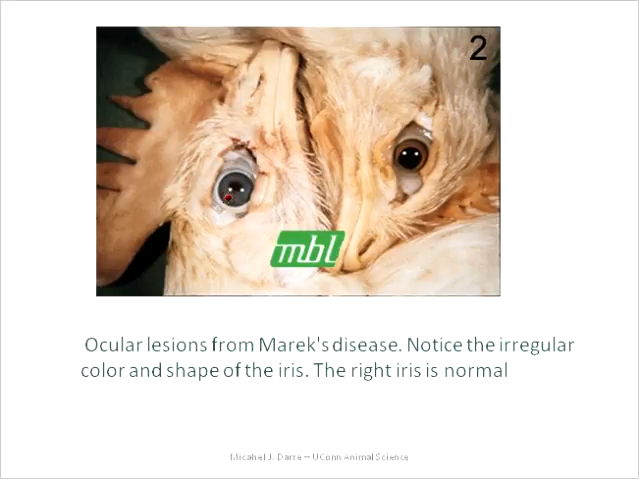 2
mbl
Ocular lesions from Marek's disease. Notice the irregular
color and shape of the iris. The right iris is normal
Micahel J. Darre – UConn Animal Science